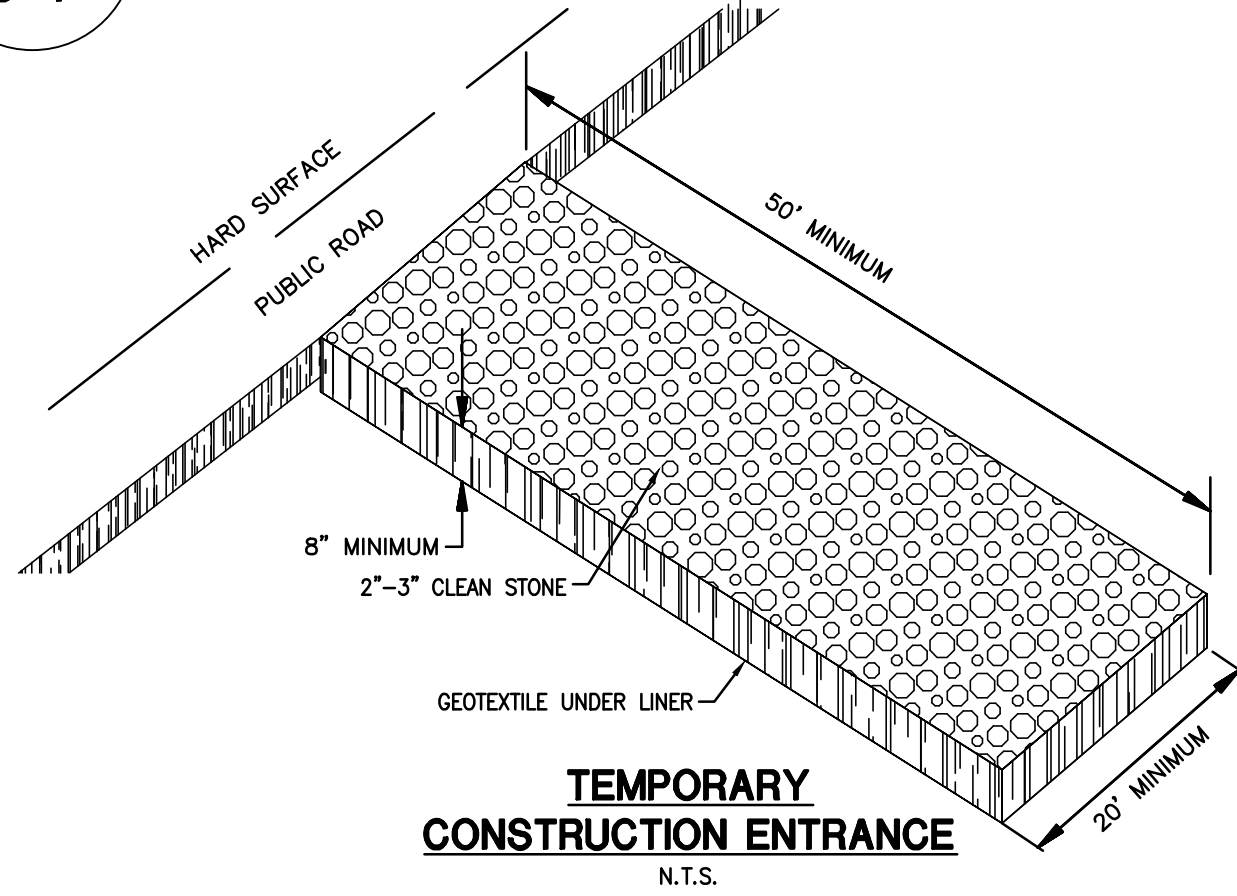 HARD SURFACE
PUBLIC ROAD
50' MINIMUM
8" MINIMUM
2"-3" CLEAN STONE
GEOTEXTILE UNDER LINER
20' MINIMUM
TEMPORARY
CONSTRUCTION ENTRANCE
N.T.S.